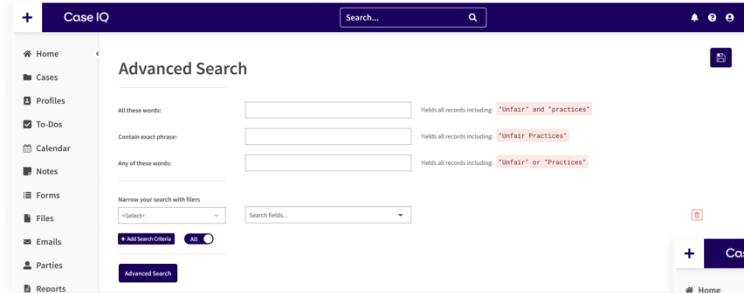 + Case IQ Search...
Home
Advanced Search
Cases
Profiles
All these words: Yields all records including: "Unfair" and "practices"
To-Dos
Contain exact phrase: Yields all records including: "Unfair Practices"
Calendar
Any of these words: Yields all records including: "Unfair" or "Practices"
Notes
Forms
Narrow your search with filers
Files
<Select> Search fields...
Emails
+ Add Search Criteria All
Parties
Advanced Search
Reports
+ Cas
Home